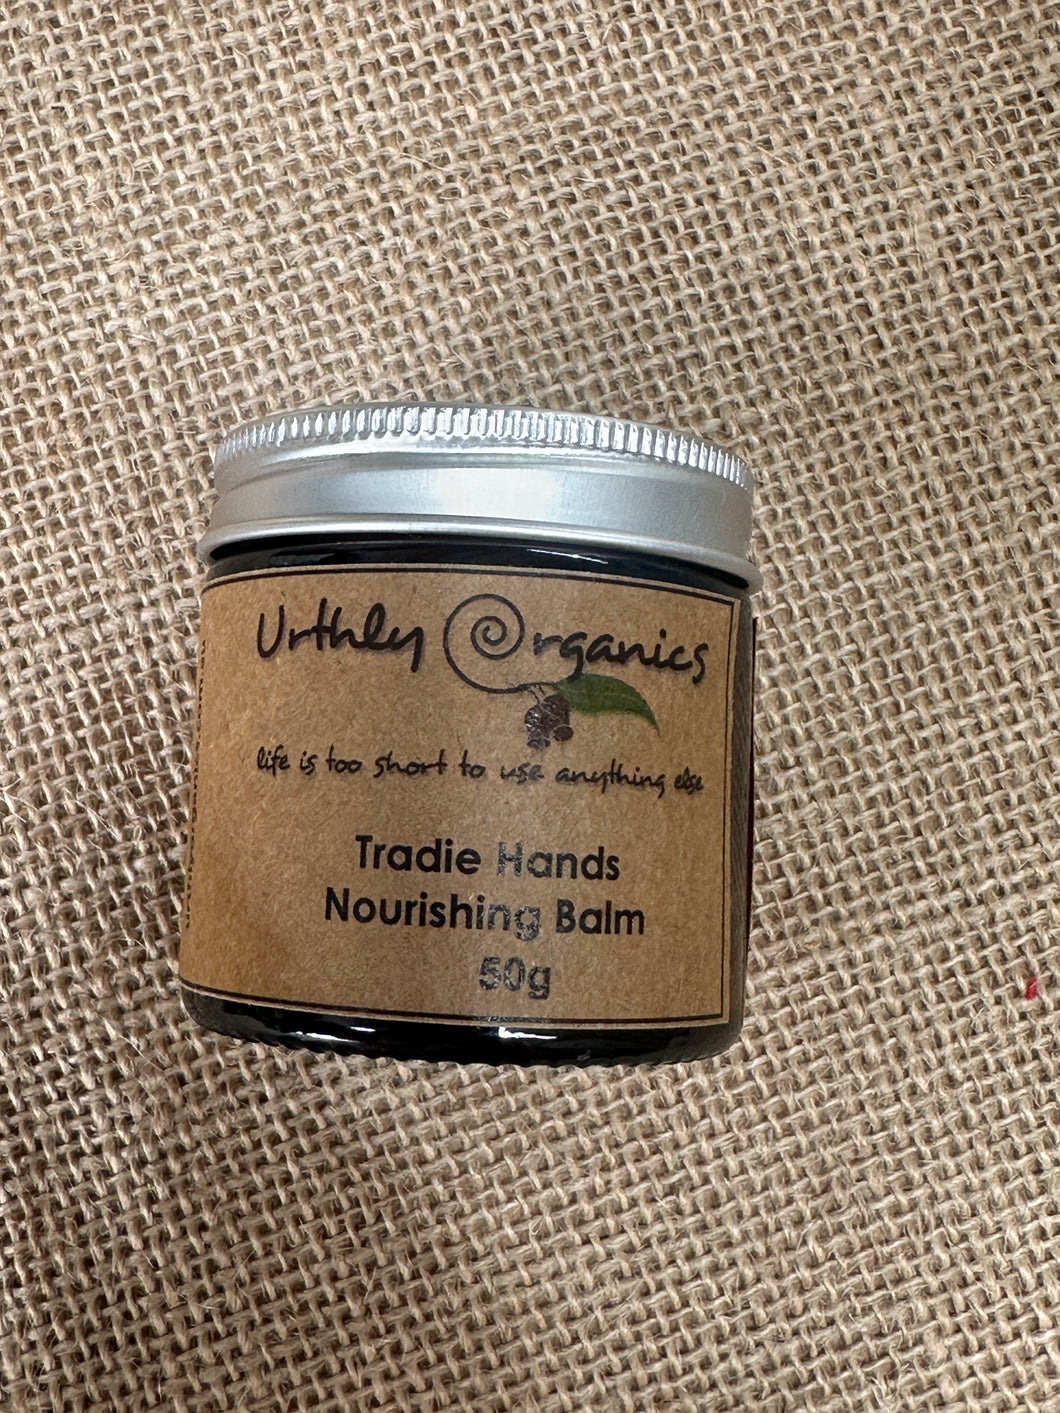 Urthly Organics
life is too short to use anything else
Tradie Hands
Nourishing Balm
50g